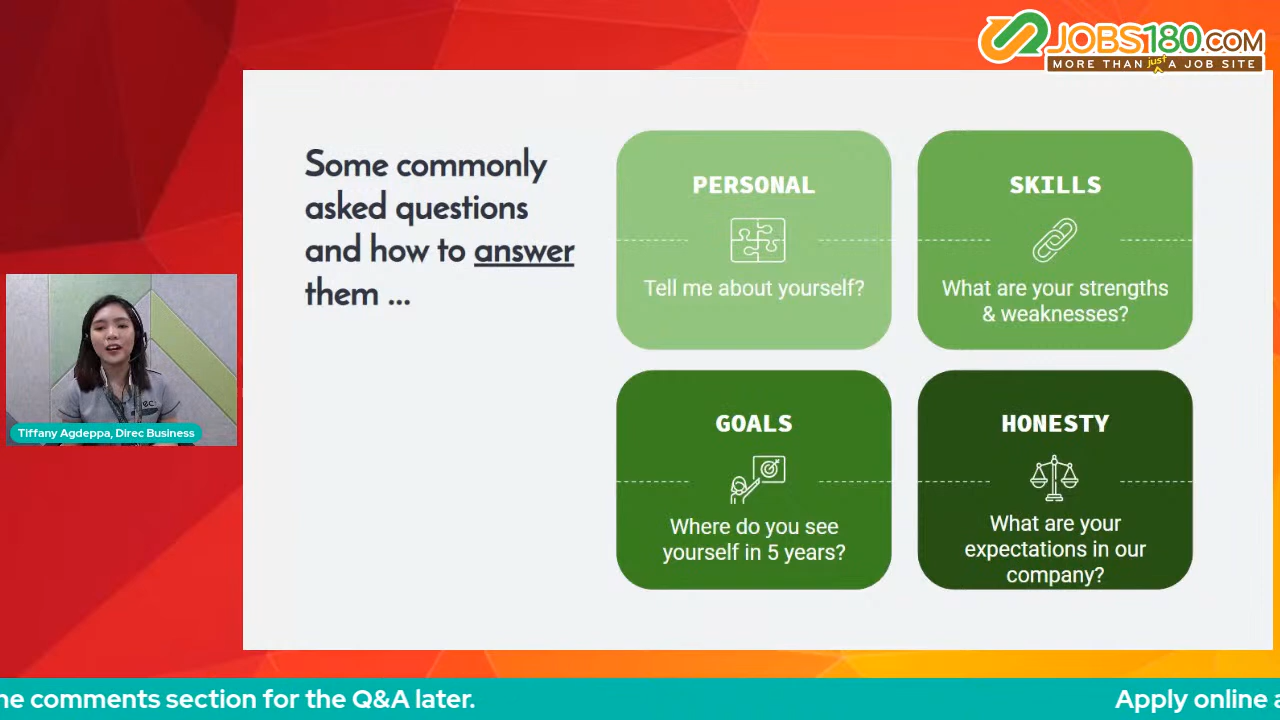 JOBS180.COM
MORE THAN just A JOB SITE
Some commonly
asked questions
and how to answer
them ...
PERSONAL
Tell me about yourself?
SKILLS
What are your strengths
& weaknesses?
GOALS
Where do you see
yourself in 5 years?
HONESTY
What are your
expectations in our
company?
Tiffany Agdeppa, Direc Business
comments section for the Q&A later.
Apply online